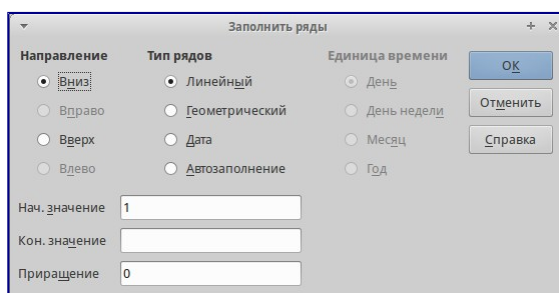 Заполнить ряды
Направление
Вниз
Вправо
Вверх
Влево
Тип рядов
Линейный
Геометрический
Дата
Автозаполнение
Единица времени
День
День недели
Месяц
Год
ОК
Отменить
Справка
Нач. значение 1
Кон. значение
Приращение 0